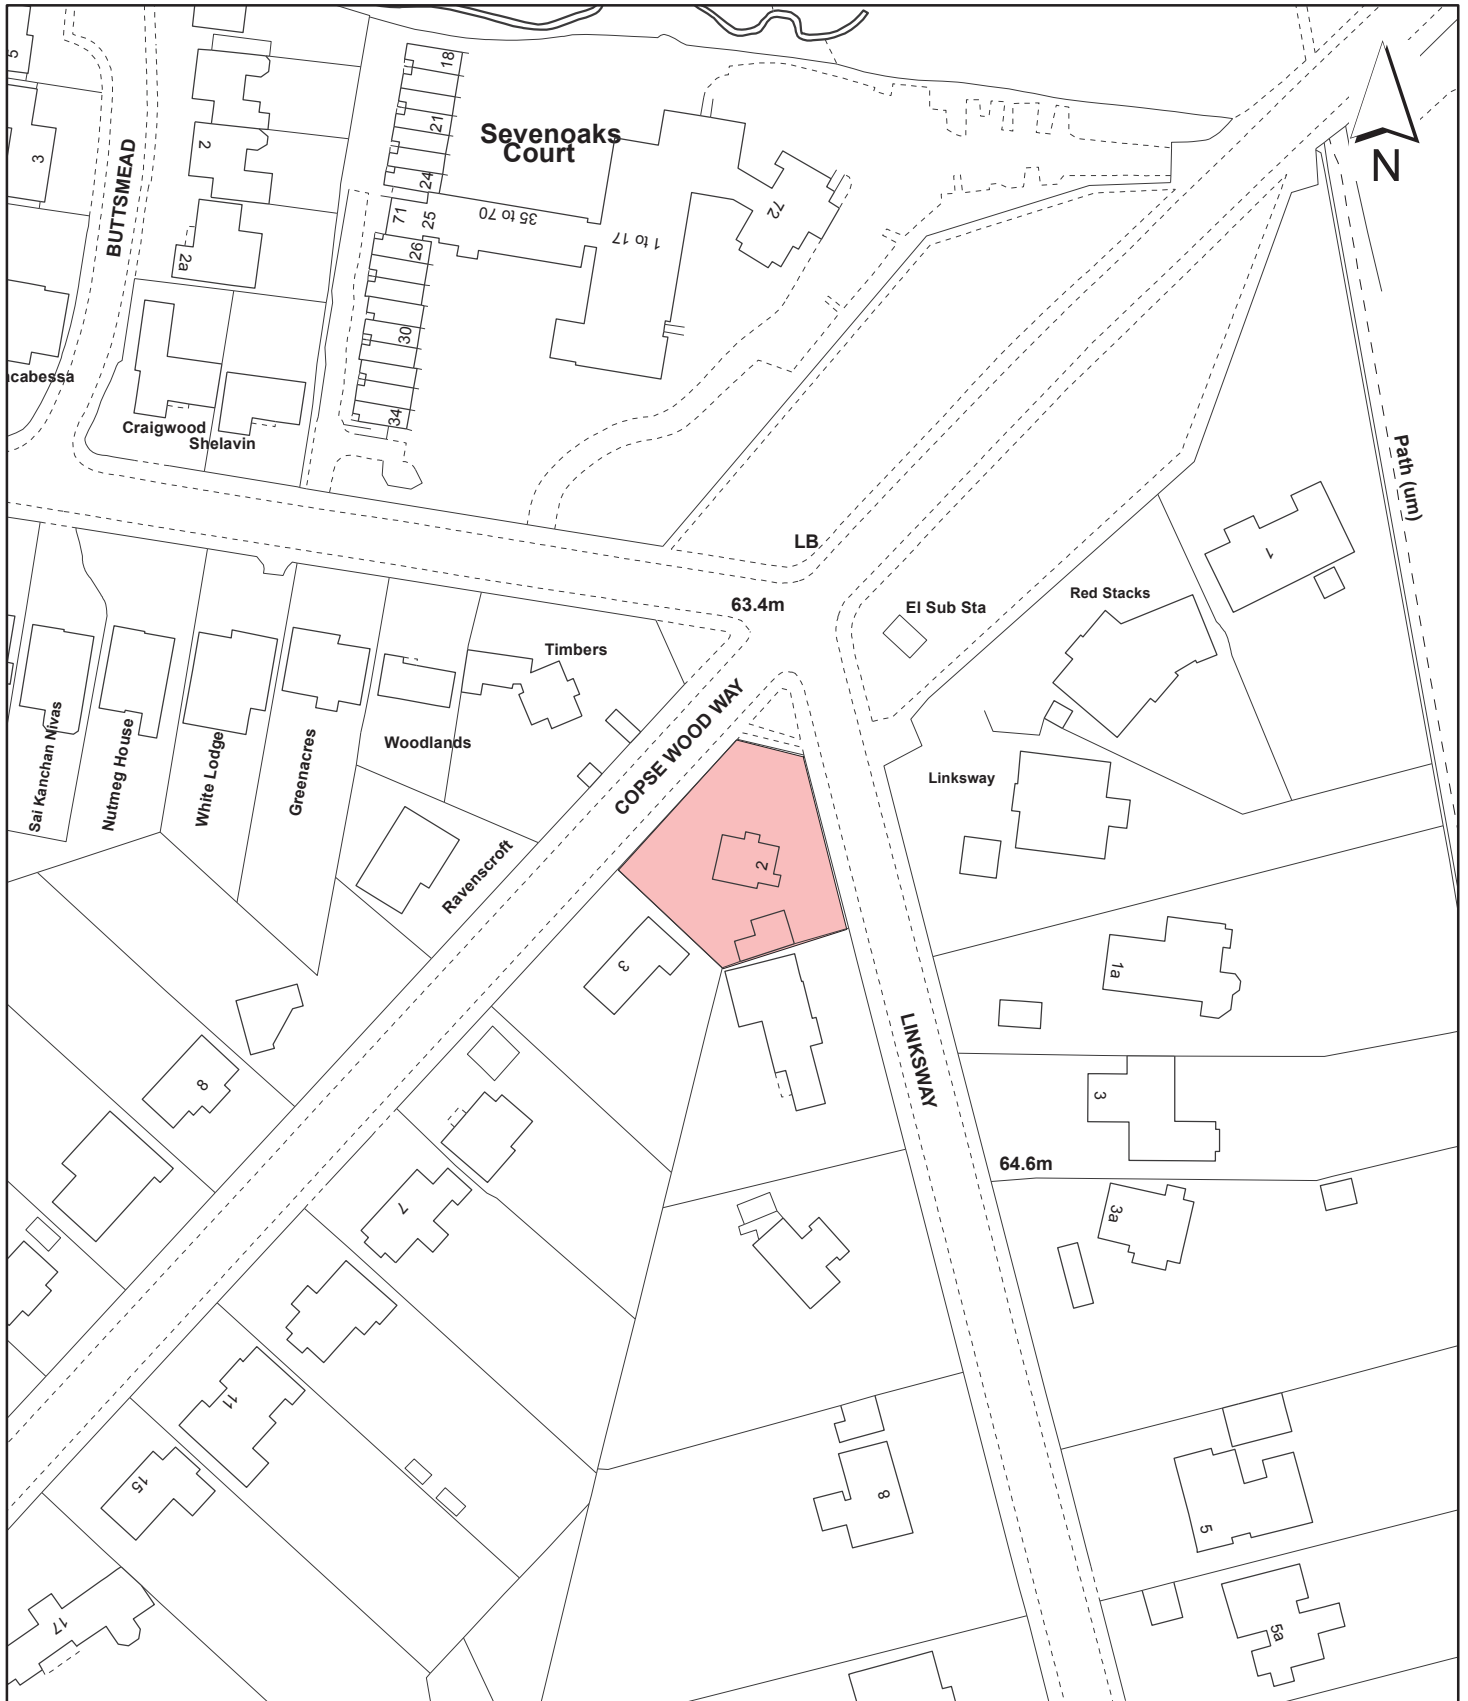 5
18
3
BUTTSMEAD
2
21
Sevenoaks
Court
N
24
71
25
35 to 70
1 to 17
72
2a
26
30
34
cabessa
Craigwood
Shelavin
Path (um)
LB
1
63.4m
El Sub Sta
Red Stacks
Timbers
Sai Kanchan Nivas
Nutmeg House
White Lodge
Greenacres
Woodlands
COPSE WOOD WAY
Linksway
Ravenscroft
2
3
1a
LINKSWAY
8
3
64.6m
7
3a
11
15
8
5
17
5a